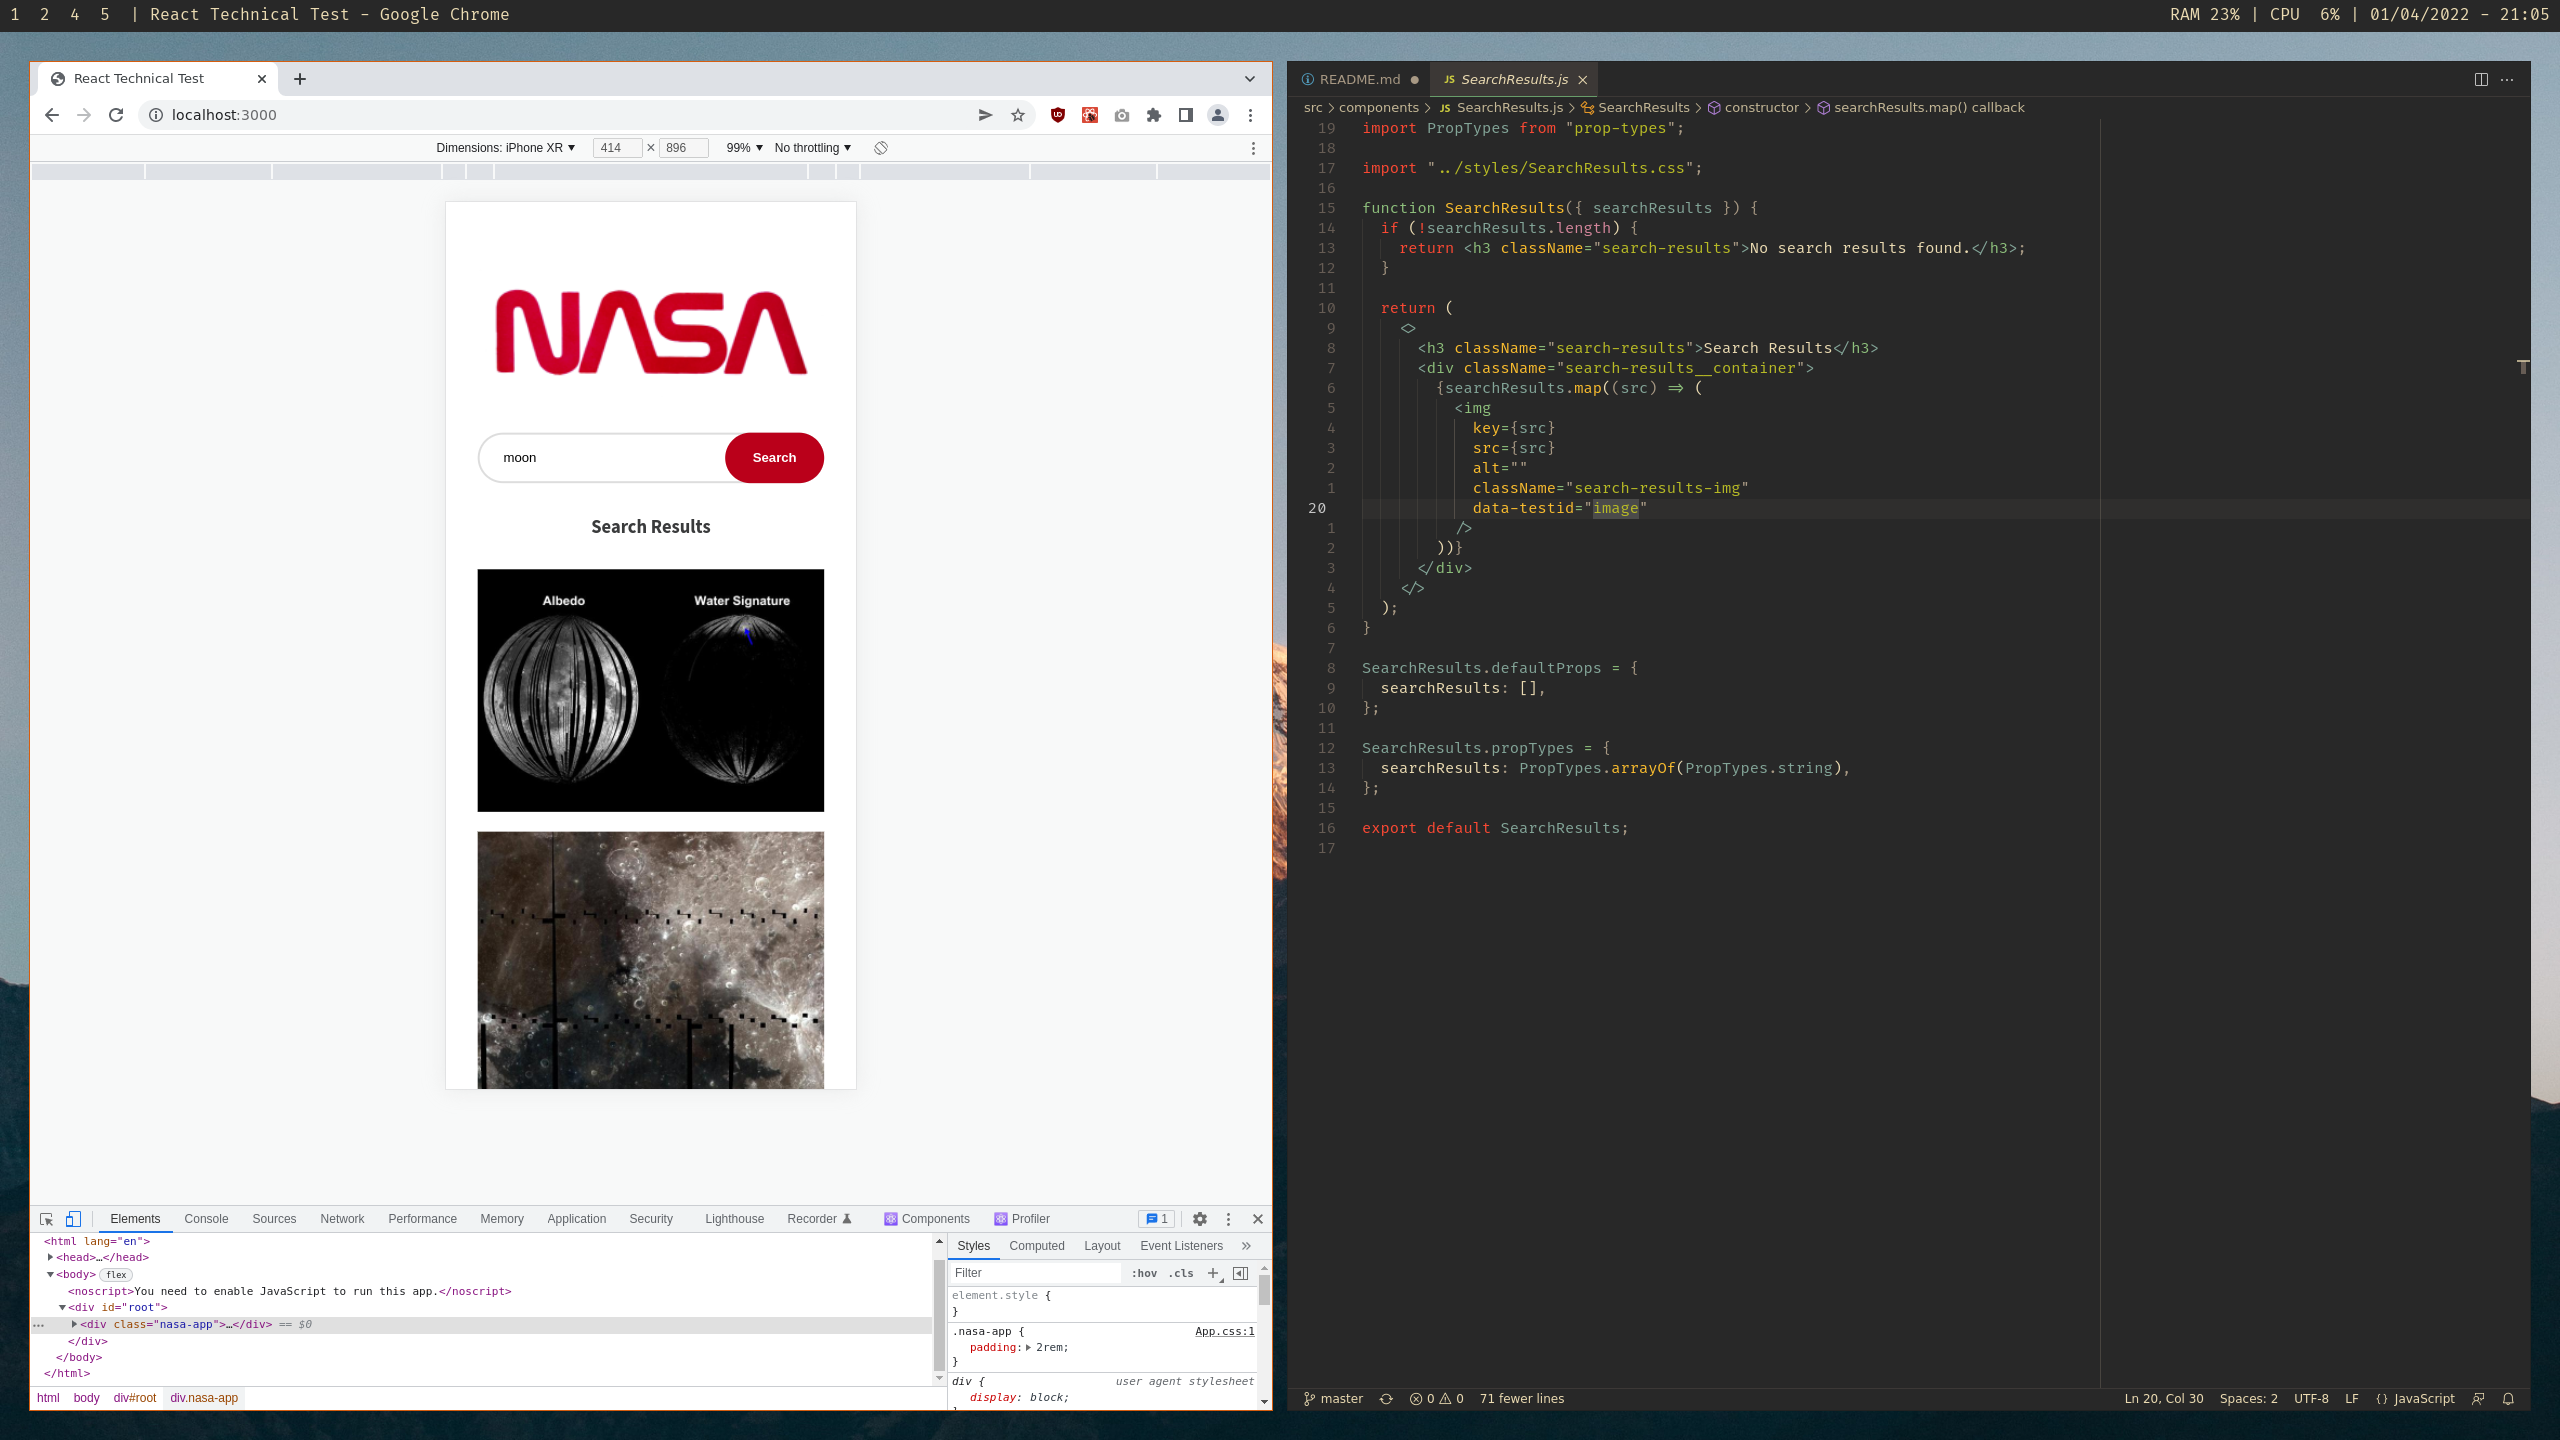 1 2 4 5 | React Technical Test - Google Chrome
RAM 23% | CPU 6% | 01/04/2022 - 21:05
React Technical Test
localhost:3000
Dimensions: iPhone XR 414 × 896 99% No throttling
NASA
moon
Search
Search Results
Albedo Water Signature
Elements Console Sources Network Performance Memory Application Security Lighthouse Recorder Components Profiler 1
<html lang="en">
<head>…</head>
<body> flex
<noscript>You need to enable JavaScript to run this app.</noscript>
<div id="root">
<div class="nasa-app">…</div> == $0
</div>
</body>
</html>
html body div#root div.nasa-app
Styles Computed Layout Event Listeners »
Filter :hov .cls
element.style {
}
.nasa-app { App.css:1
padding: 2rem;
}
div { user agent stylesheet
display: block;
README.md SearchResults.js
src > components > JS SearchResults.js > SearchResults > constructor > searchResults.map() callback
19 import PropTypes from "prop-types";
18
17 import "../styles/SearchResults.css";
16
15 function SearchResults({ searchResults }) {
14 if (!searchResults.length) {
13 return <h3 className="search-results">No search results found.</h3>;
12 }
11
10 return (
9 <>
8 <h3 className="search-results">Search Results</h3>
7 <div className="search-results__container">
6 {searchResults.map((src) => (
5 <img
4 key={src}
3 src={src}
2 alt=""
1 className="search-results-img"
20 data-testid="image"
1 />
2 ))}
3 </div>
4 </>
5 );
6 }
7
8 SearchResults.defaultProps = {
9 searchResults: [],
10 };
11
12 SearchResults.propTypes = {
13 searchResults: PropTypes.arrayOf(PropTypes.string),
14 };
15
16 export default SearchResults;
17
master 0 0 71 fewer lines Ln 20, Col 30 Spaces: 2 UTF-8 LF {} JavaScript